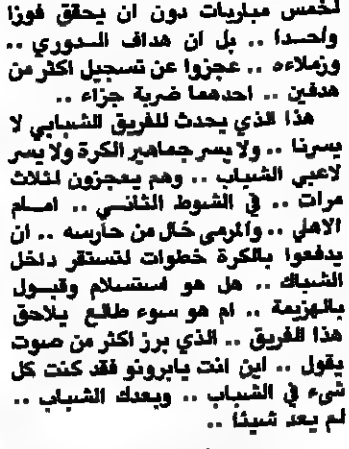 لخمس مباريات دون ان يحقق فوزا
واحدا .. بل ان هداف الدوري ..
وزملاءه .. عجزوا عن تسجيل اكثر من
هدفين .. احدهما ضربة جزاء ..
هذا الذي يحدث للفريق الشبابي لا
يسرنا .. ولا يسر جماهير الكرة ولا يسر
لاعبي الشباب .. وهم يعجزون لثلاث
مرات .. في الشوط الثاني .. امام
الاهلي .. والمرمى خال من حارسه .. ان
يدفعوا بالكرة خطوات لتستقر داخل
الشباك .. هل هو استسلام وقبول
بالهزيمة .. ام هو سوء طالع يلاحق
هذا الفريق .. الذي برز اكثر من صوت
يقول .. اين انت يابرونو فقد كنت كل
شيء في الشباب .. وبعدك الشباب ..
لم يعد شيئا ..